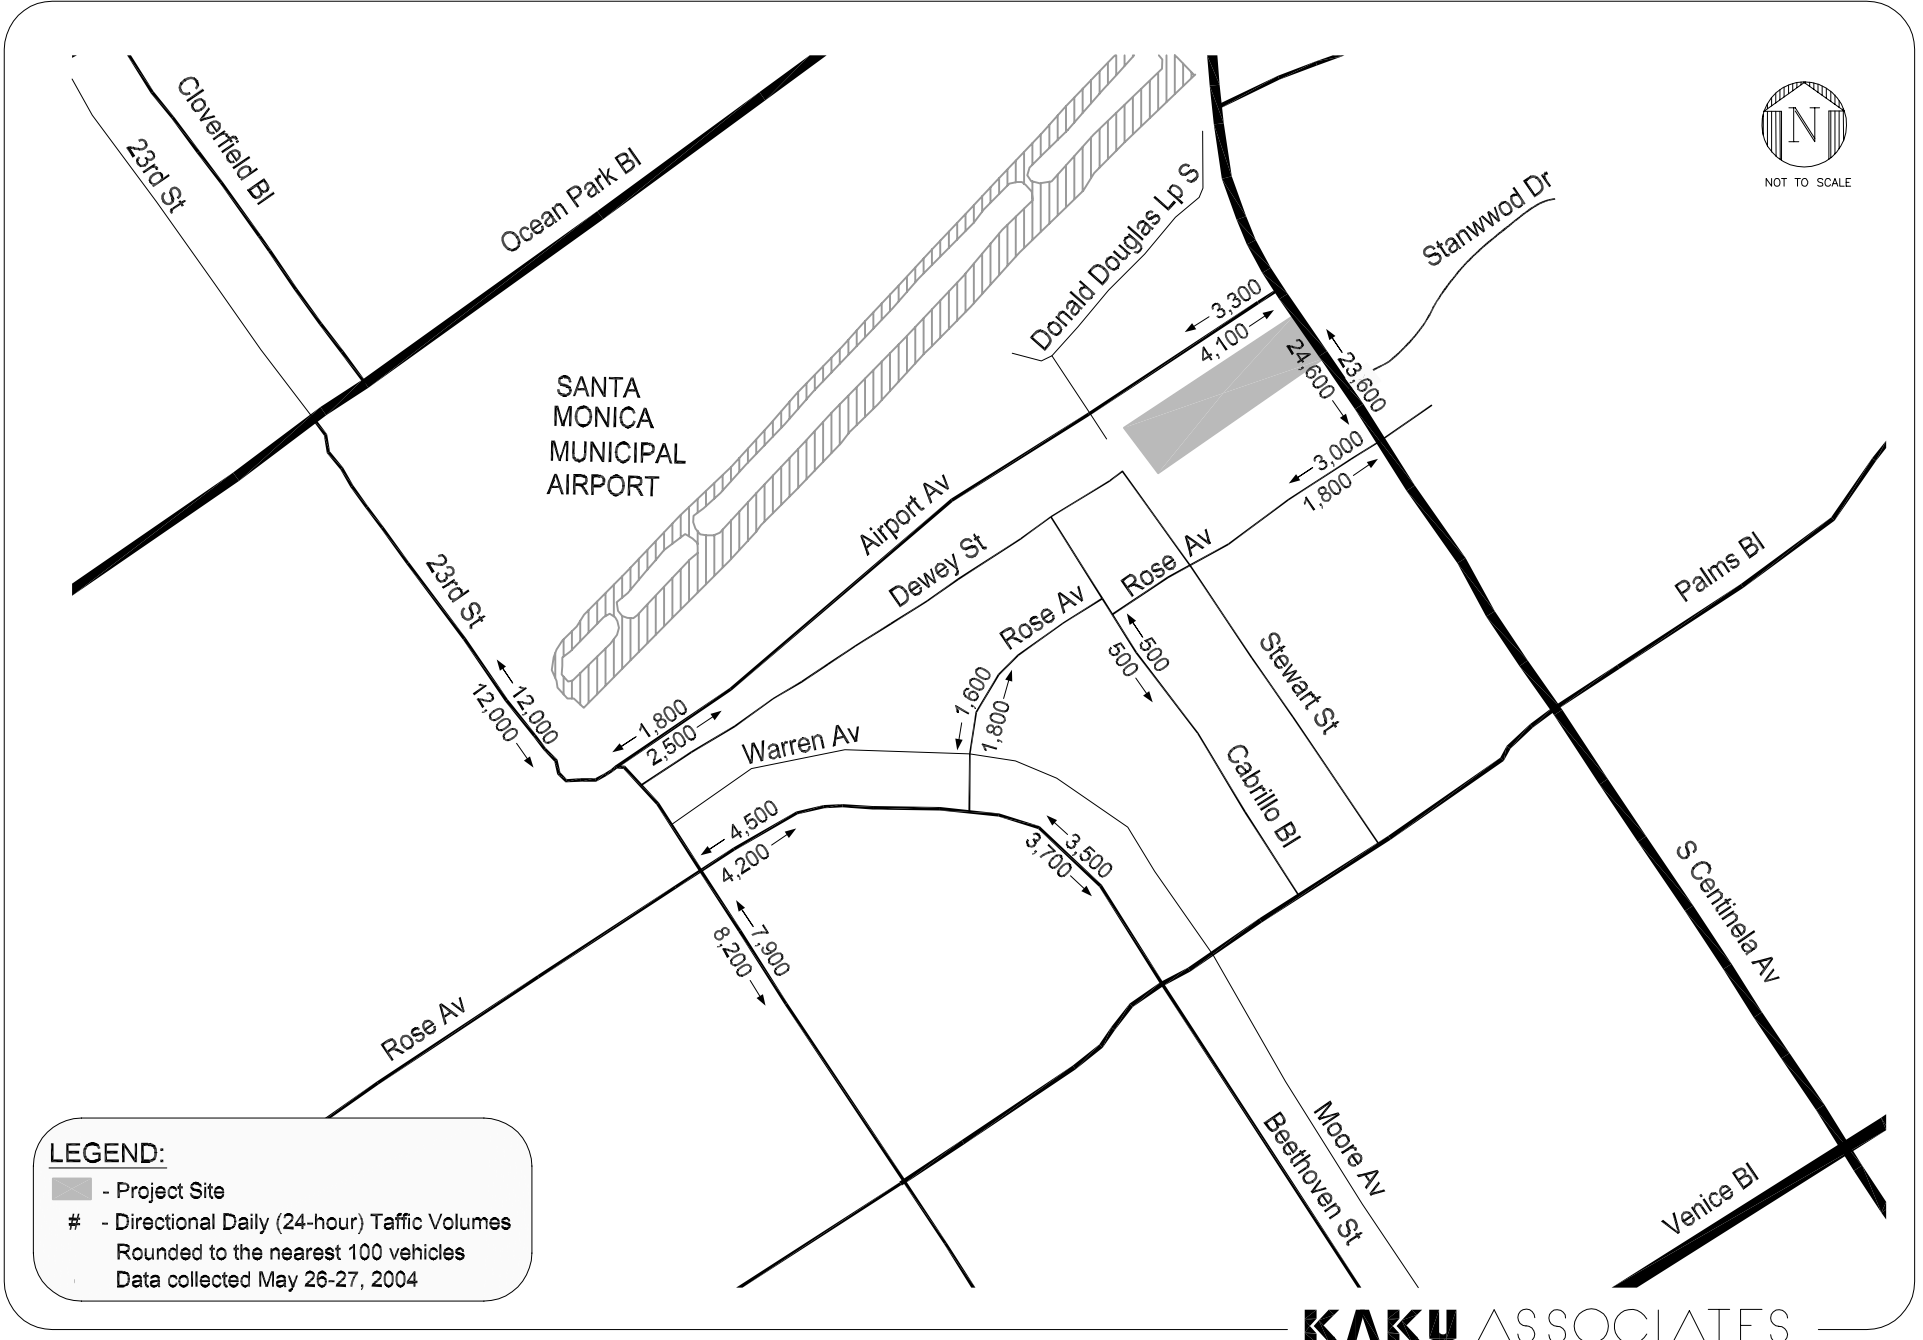 Cloverfield Bl
23rd St
Ocean Park Bl
N
NOT TO SCALE
Donald Douglas Lp S
Stanwwod Dr
3,300
4,100
24,600
23,600
SANTA
MONICA
MUNICIPAL
AIRPORT
3,000
1,800
Airport Av
Dewey St
Rose Av
Rose Av
Palms Bl
23rd St
500
500
Stewart St
1,600
1,800
12,000
12,000
1,800
2,500
Warren Av
Cabrillo Bl
4,500
4,200
3,500
3,700
S Centinela Av
7,900
8,200
Rose Av
Moore Av
Beethoven St
Venice Bl
LEGEND:
- Project Site
# - Directional Daily (24-hour) Taffic Volumes
Rounded to the nearest 100 vehicles
Data collected May 26-27, 2004
KAKU ASSOCIATES